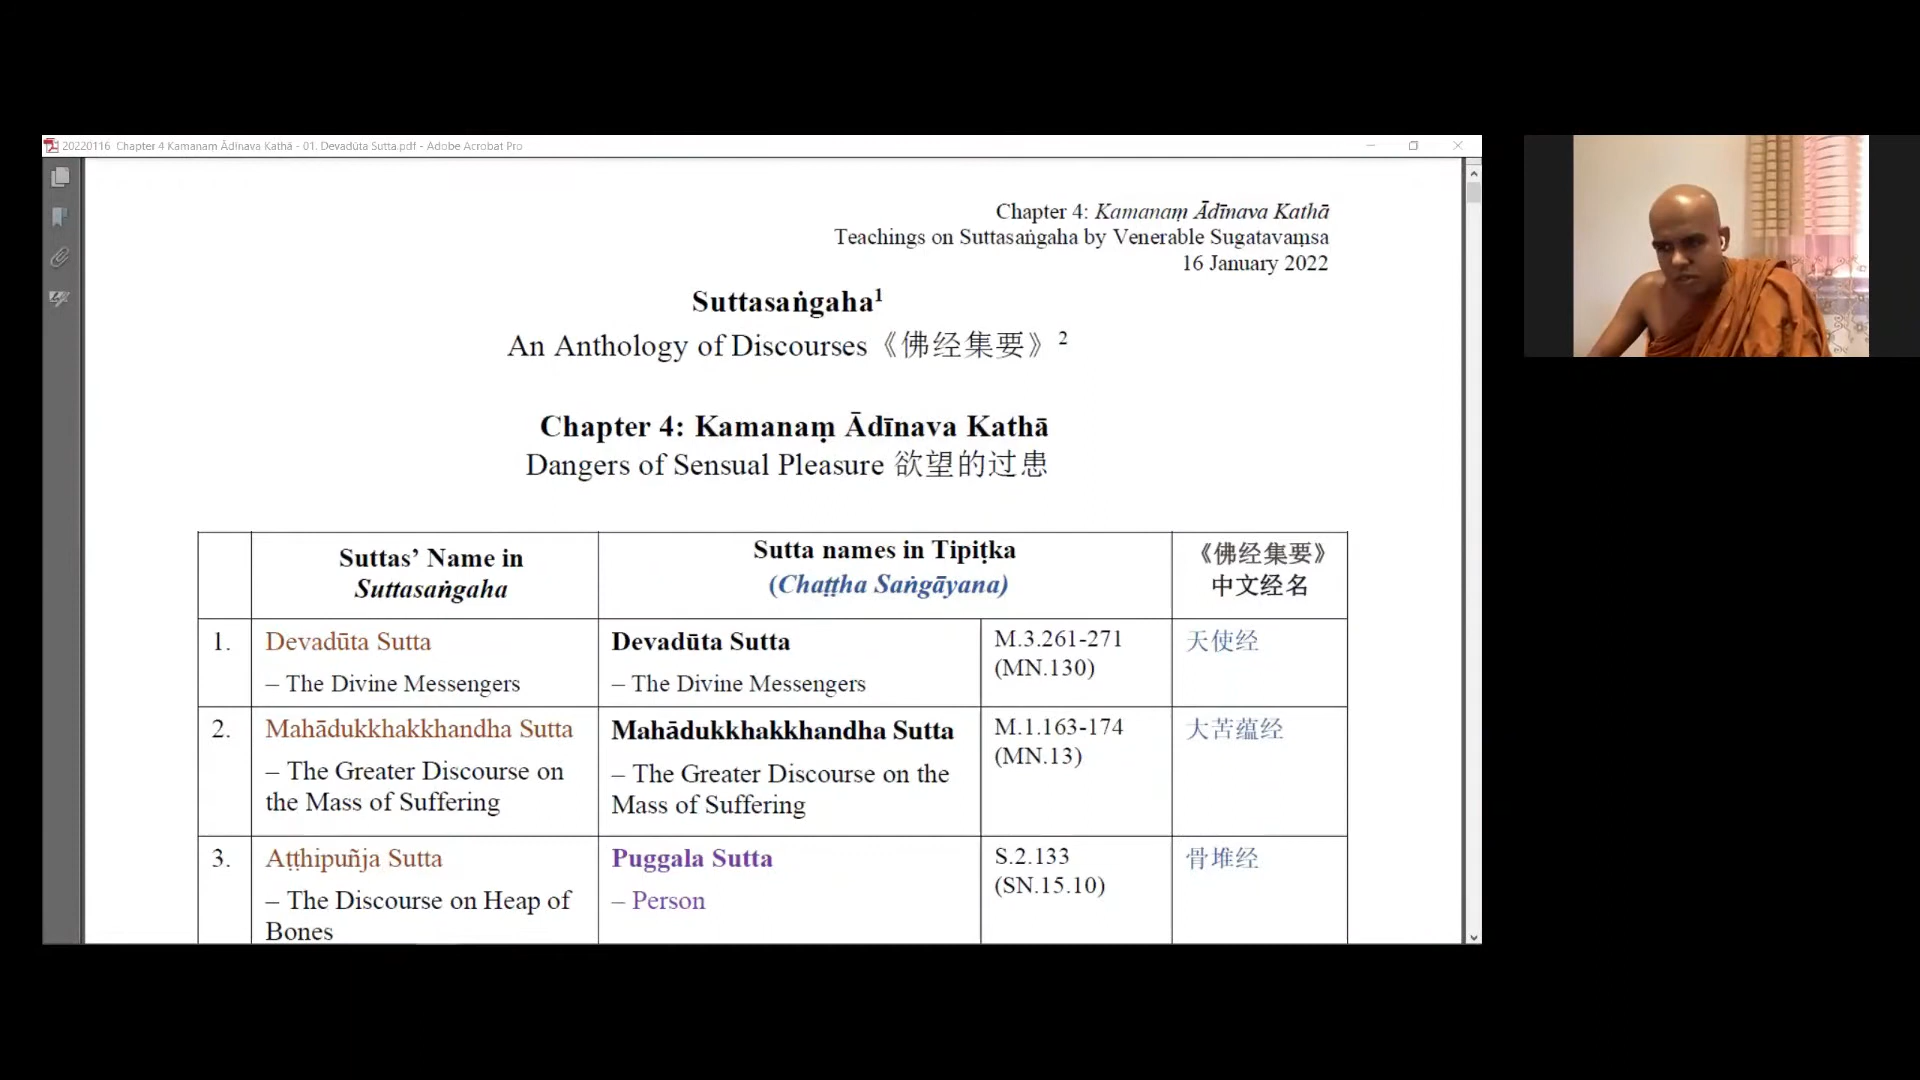 20220116 Chapter 4 Kamanam Ādīnava Kathā - 01. Devadūta Sutta.pdf - Adobe Acrobat Pro
Chapter 4: Kamanaṃ Ādīnava Kathā
Teachings on Suttasaṅgaha by Venerable Sugatavaṃsa
16 January 2022
Suttasaṅgaha¹
An Anthology of Discourses《佛经集要》²
Chapter 4: Kamanaṃ Ādīnava Kathā
Dangers of Sensual Pleasure 欲望的过患
Suttas’ Name in
Suttasaṅgaha
Sutta names in Tipiṭka
(Chaṭṭha Saṅgāyana)
《佛经集要》
中文经名
1. Devadūta Sutta
– The Divine Messengers
Devadūta Sutta
– The Divine Messengers
M.3.261-271
(MN.130)
天使经
2. Mahādukkhakkhandha Sutta
– The Greater Discourse on
the Mass of Suffering
Mahādukkhakkhandha Sutta
– The Greater Discourse on the
Mass of Suffering
M.1.163-174
(MN.13)
大苦蕴经
3. Aṭṭhipuñja Sutta
– The Discourse on Heap of
Bones
Puggala Sutta
– Person
S.2.133
(SN.15.10)
骨堆经